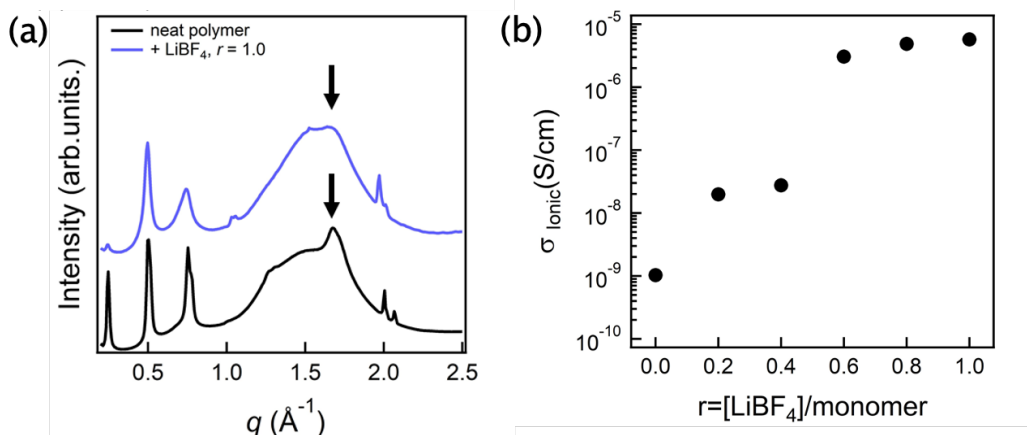 (a)
neat polymer
+ LiBF₄, r = 1.0
Intensity (arb.units.)
0.5 1.0 1.5 2.0 2.5
q (Å⁻¹)
(b)
10⁻⁵
10⁻⁶
10⁻⁷
10⁻⁸
10⁻⁹
10⁻¹⁰
σ Ionic(S/cm)
0.0 0.2 0.4 0.6 0.8 1.0
r=[LiBF₄]/monomer